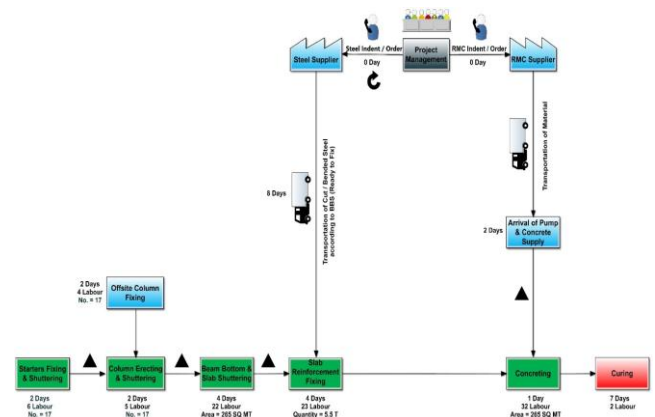 Steel Indent / Order
0 Day
Project
Management
RMC Indent / Order
0 Day
Steel Supplier
RMC Supplier
Transportation of Material
Transportation of Cut / Bended Steel
according to BBS (Ready to Fix)
8 Days
2 Days
Arrival of Pump
& Concrete
Supply
2 Days
4 Labour
No. = 17
Offsite Column
Fixing
Starters Fixing
& Shuttering
Column Erecting
& Shuttering
Beam Bottom &
Slab Shuttering
Slab
Reinforcement
Fixing
Concreting
Curing
2 Days
6 Labour
No. = 17
2 Days
5 Labour
No. = 17
4 Days
22 Labour
Area = 265 SQ MT
4 Days
23 Labour
Quantity = 5.5 T
1 Day
32 Labour
Area = 265 SQ MT
7 Days
2 Labour